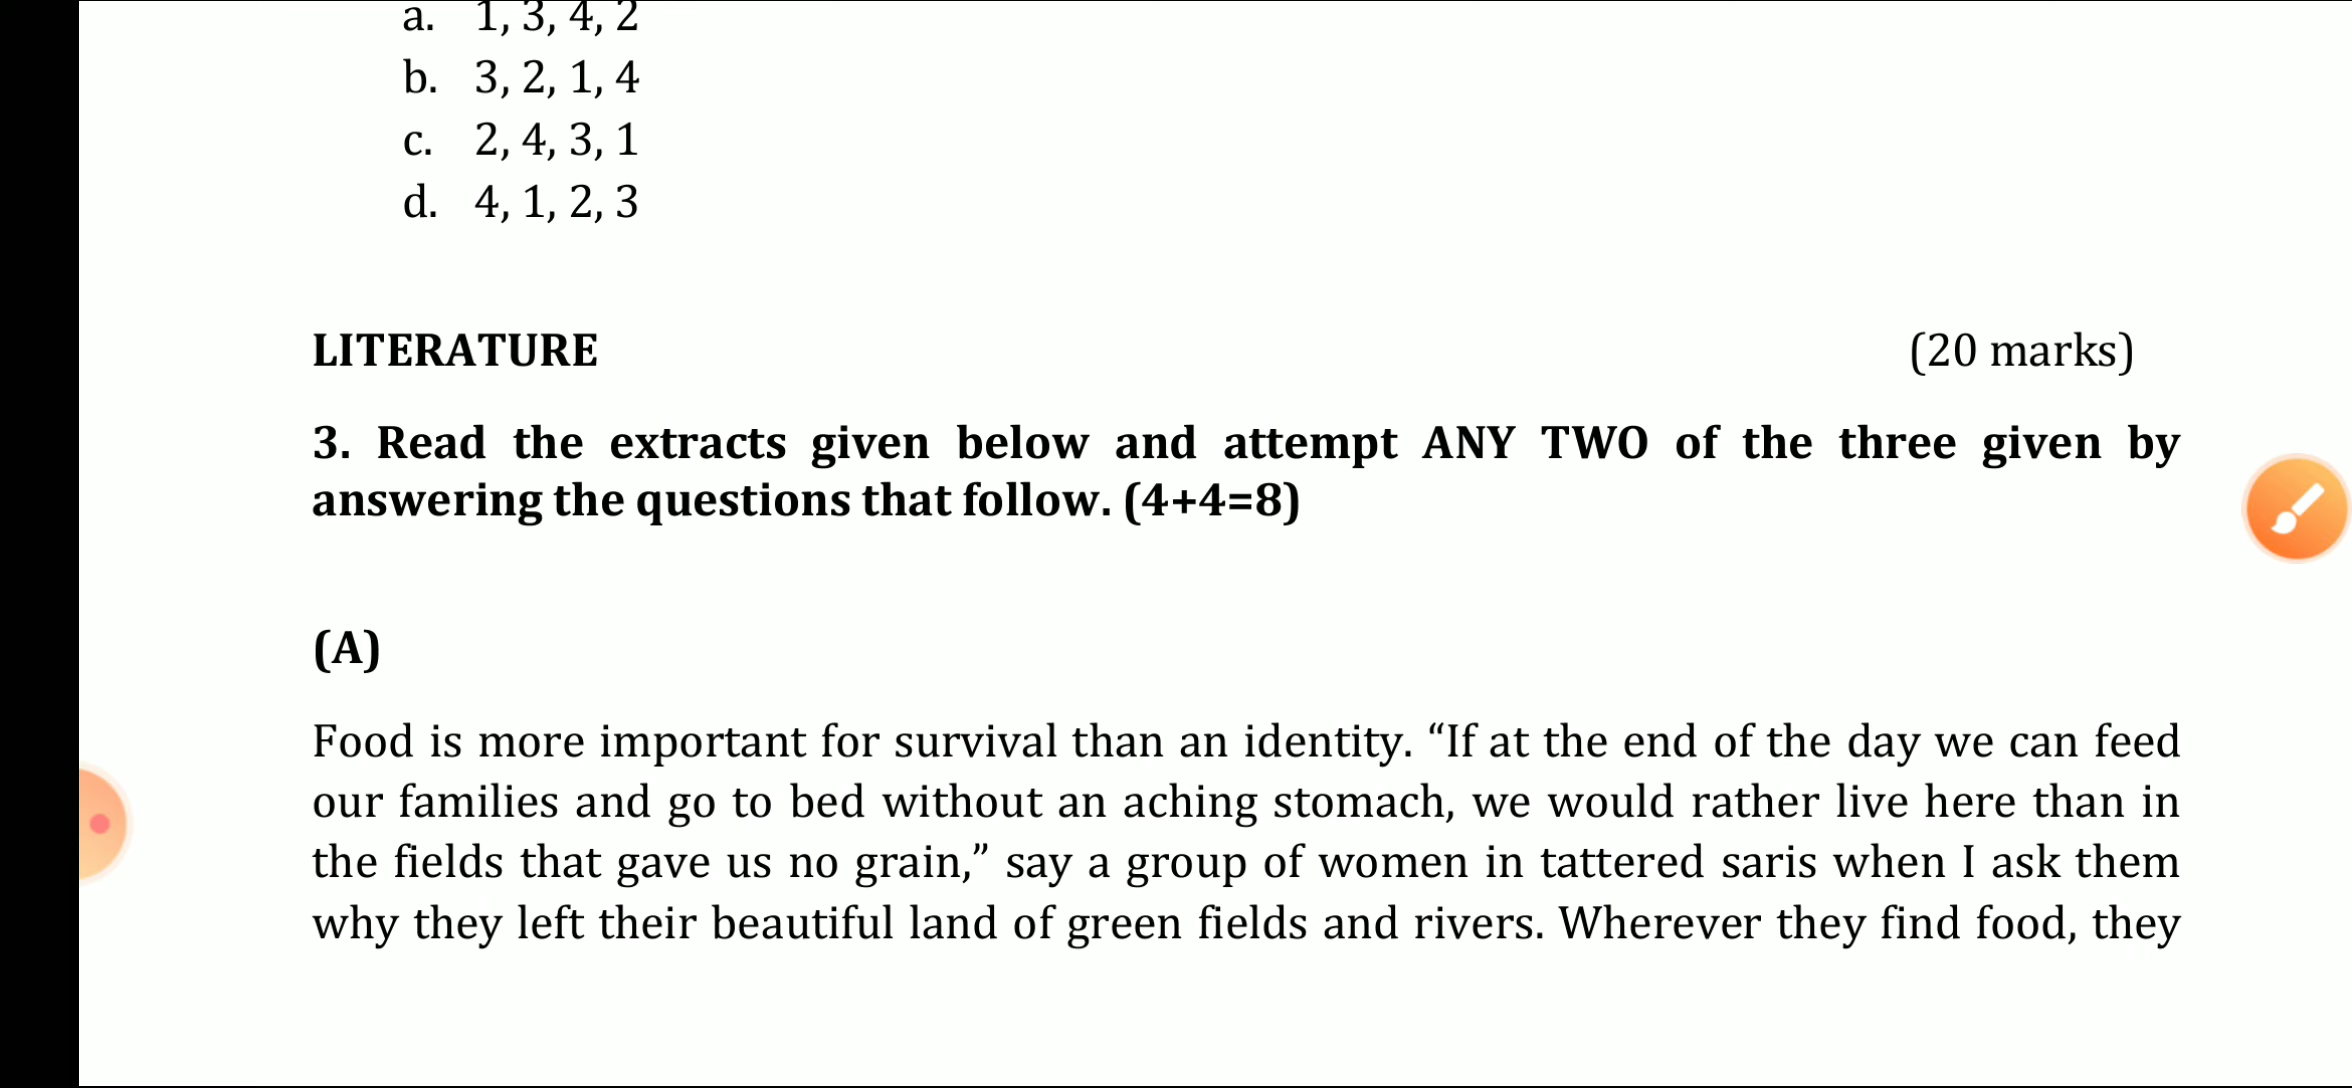 a. 1, 3, 4, 2
b. 3, 2, 1, 4
c. 2, 4, 3, 1
d. 4, 1, 2, 3
LITERATURE (20 marks)
3. Read the extracts given below and attempt ANY TWO of the three given by
answering the questions that follow. (4+4=8)
(A)
Food is more important for survival than an identity. “If at the end of the day we can feed
our families and go to bed without an aching stomach, we would rather live here than in
the fields that gave us no grain,” say a group of women in tattered saris when I ask them
why they left their beautiful land of green fields and rivers. Wherever they find food, they